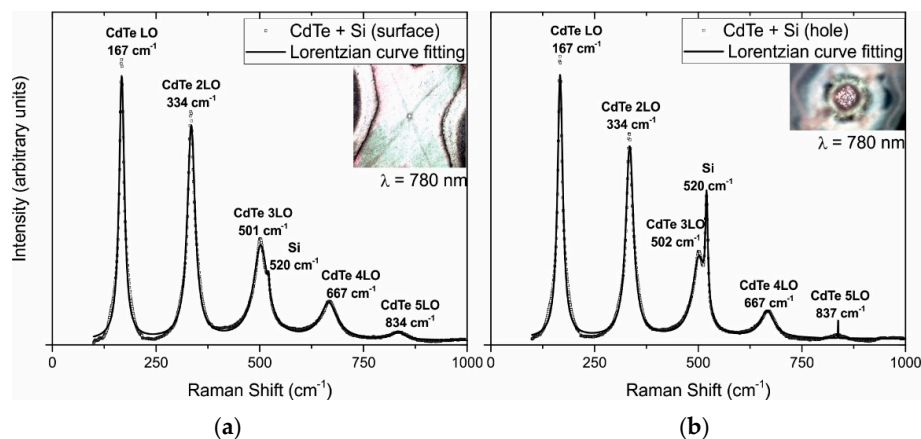 CdTe LO
167 cm⁻¹
CdTe + Si (surface)
Lorentzian curve fitting
CdTe 2LO
334 cm⁻¹
λ = 780 nm
CdTe 3LO
501 cm⁻¹
Si
520 cm⁻¹
CdTe 4LO
667 cm⁻¹
CdTe 5LO
834 cm⁻¹
Intensity (arbitrary units)
0
250
500
750
1000
Raman Shift (cm⁻¹)
(a)
CdTe LO
167 cm⁻¹
CdTe + Si (hole)
Lorentzian curve fitting
CdTe 2LO
334 cm⁻¹
λ = 780 nm
Si
520 cm⁻¹
CdTe 3LO
502 cm⁻¹
CdTe 4LO
667 cm⁻¹
CdTe 5LO
837 cm⁻¹
0
250
500
750
1000
Raman Shift (cm⁻¹)
(b)